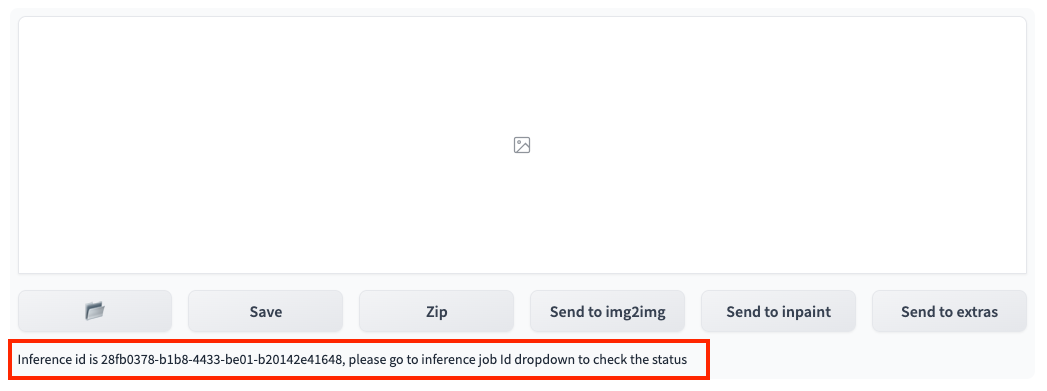 Save
Zip
Send to img2img
Send to inpaint
Send to extras
Inference id is 28fb0378-b1b8-4433-be01-b20142e41648, please go to inference job Id dropdown to check the status